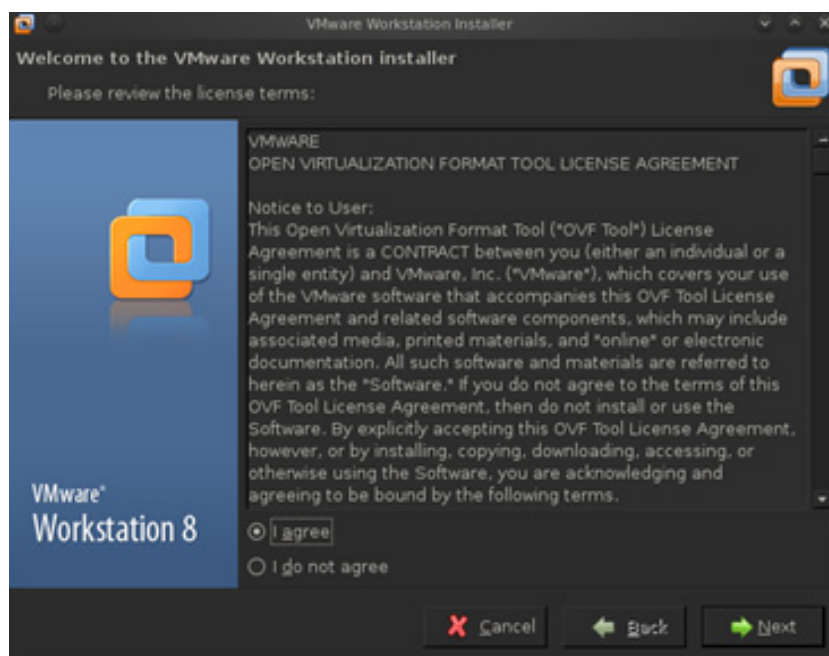 VMware Workstation Installer
Welcome to the VMware Workstation installer
Please review the license terms:
VMWARE
OPEN VIRTUALIZATION FORMAT TOOL LICENSE AGREEMENT
Notice to User:
This Open Virtualization Format Tool ("OVF Tool") License
Agreement is a CONTRACT between you (either an individual or a
single entity) and VMware, Inc. ("VMware"), which covers your use
of the VMware software that accompanies this OVF Tool License
Agreement and related software components, which may include
associated media, printed materials, and "online" or electronic
documentation. All such software and materials are referred to
herein as the "Software." If you do not agree to the terms of this
OVF Tool License Agreement, then do not install or use the
Software. By explicitly accepting this OVF Tool License Agreement,
however, or by installing, copying, downloading, accessing, or
otherwise using the Software, you are acknowledging and
agreeing to be bound by the following terms.
VMware®
Workstation 8
I agree
I do not agree
Cancel
Back
Next